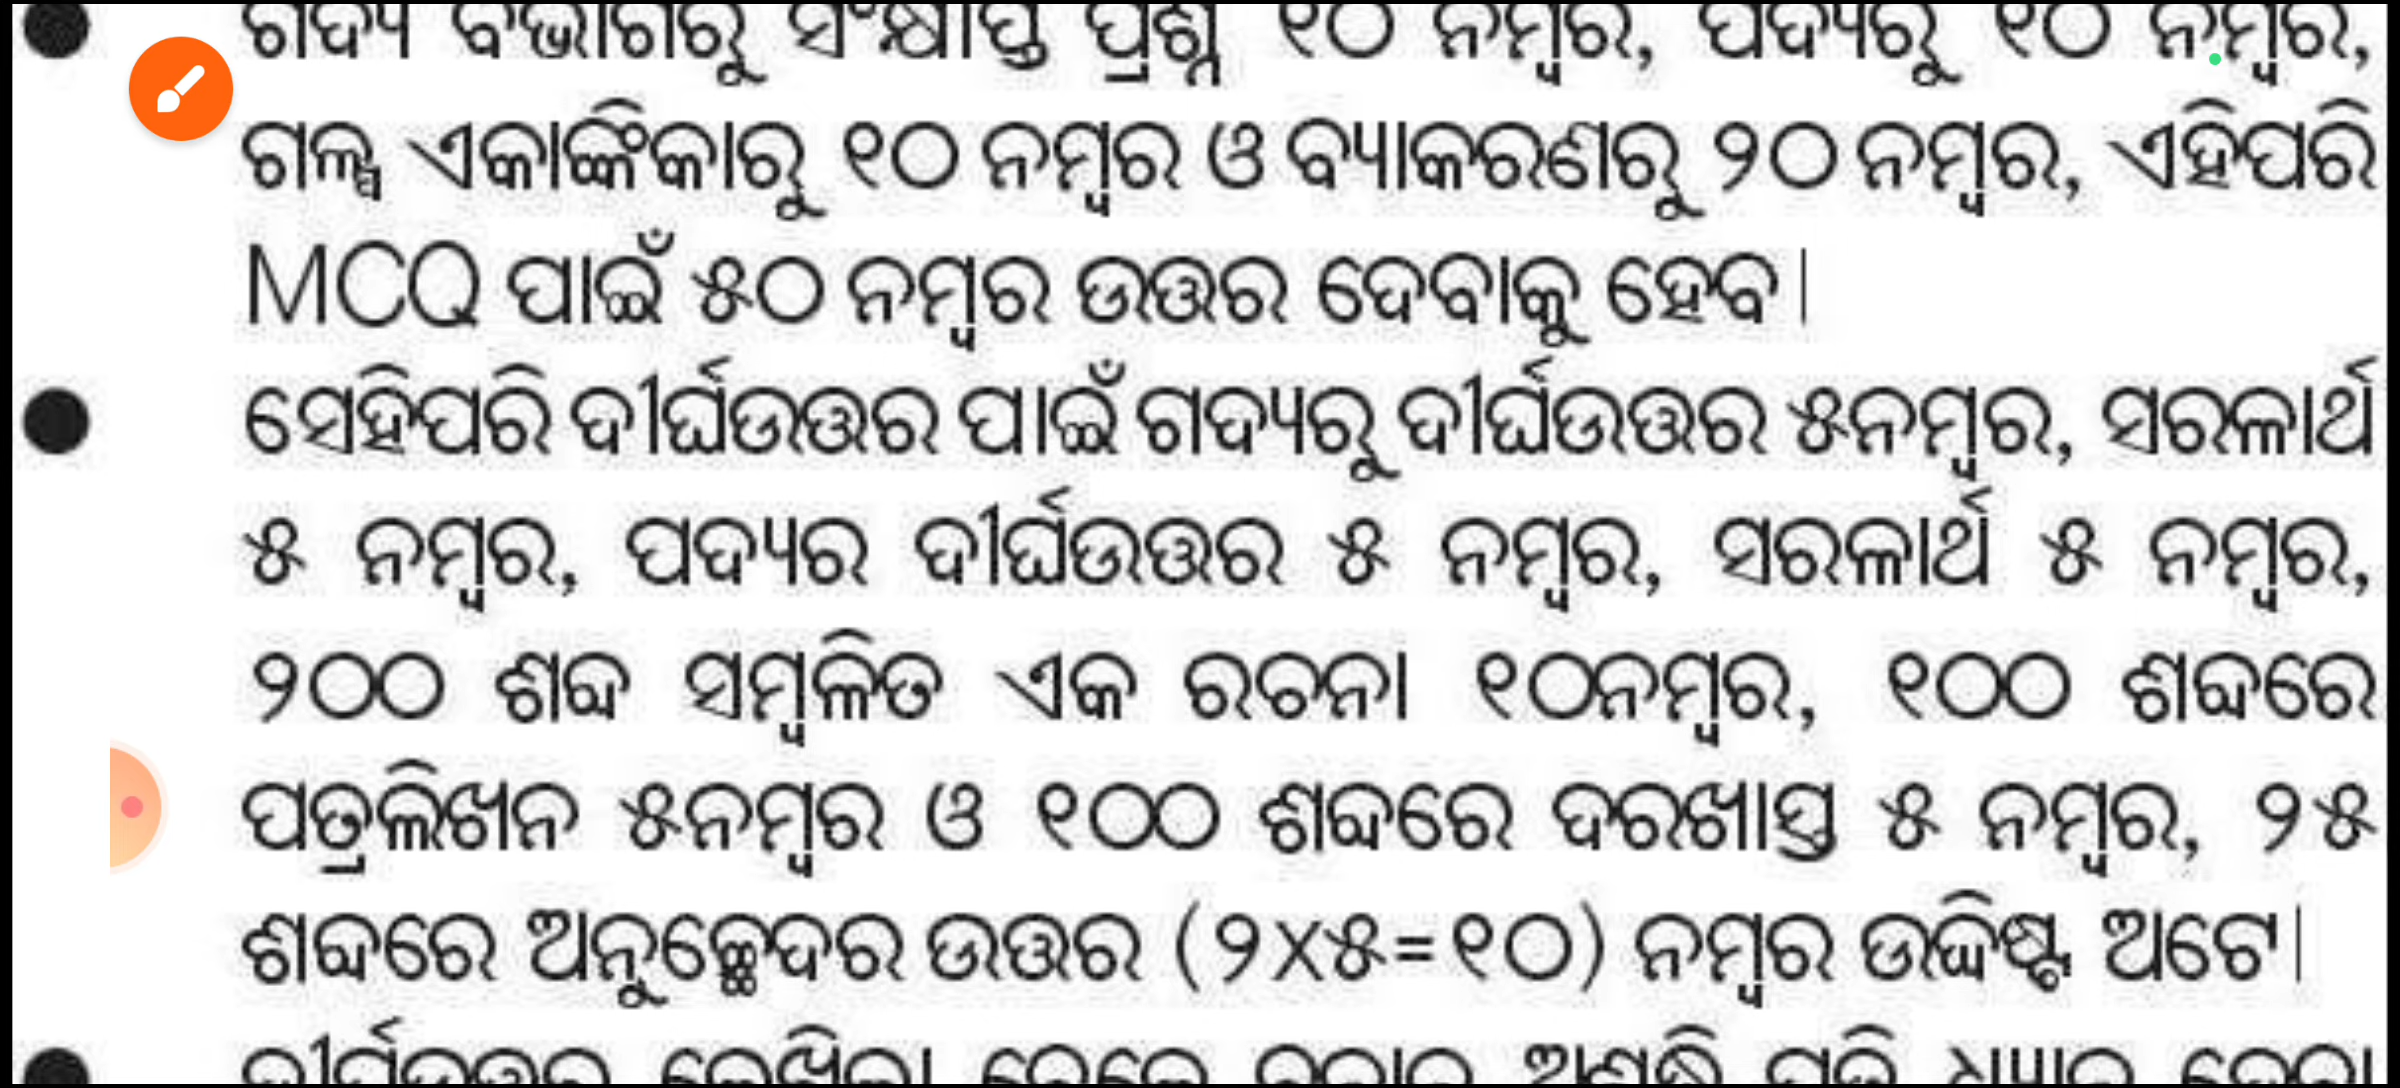 ଗଦ୍ୟ ବିଭାଗରୁ ସଂକ୍ଷୀପ୍ତ ପ୍ରଶ୍ନ ୧୦ ନମ୍ବର, ପଦ୍ୟରୁ ୧୦ ନମ୍ବର,
ଗଳ୍ପ ଏକାଙ୍କିକାରୁ ୧୦ ନମ୍ବର ଓ ବ୍ୟାକରଣରୁ ୨୦ ନମ୍ବର, ଏହିପରି
MCQ ପାଇଁ ୫୦ ନମ୍ବର ଉତ୍ତର ଦେବାକୁ ହେବ।
ସେହିପରି ଦୀର୍ଘଉତ୍ତର ପାଇଁ ଗଦ୍ୟରୁ ଦୀର୍ଘଉତ୍ତର ୫ନମ୍ବର, ସରଳାର୍ଥ
୫ ନମ୍ବର, ପଦ୍ୟର ଦୀର୍ଘଉତ୍ତର ୫ ନମ୍ବର, ସରଳାର୍ଥ ୫ ନମ୍ବର,
୨୦୦ ଶବ୍ଦ ସମ୍ବଳିତ ଏକ ରଚନା ୧୦ନମ୍ବର, ୧୦୦ ଶବ୍ଦରେ
ପତ୍ରଲିଖନ ୫ନମ୍ବର ଓ ୧୦୦ ଶବ୍ଦରେ ଦରଖାସ୍ତ ୫ ନମ୍ବର, ୨୫
ଶବ୍ଦରେ ଅନୁଚ୍ଛେଦର ଉତ୍ତର (୨X୫=୧୦) ନମ୍ବର ଉଦ୍ଦିଷ୍ଟ ଅଟେ।
ଦୀର୍ଘଉତ୍ତର